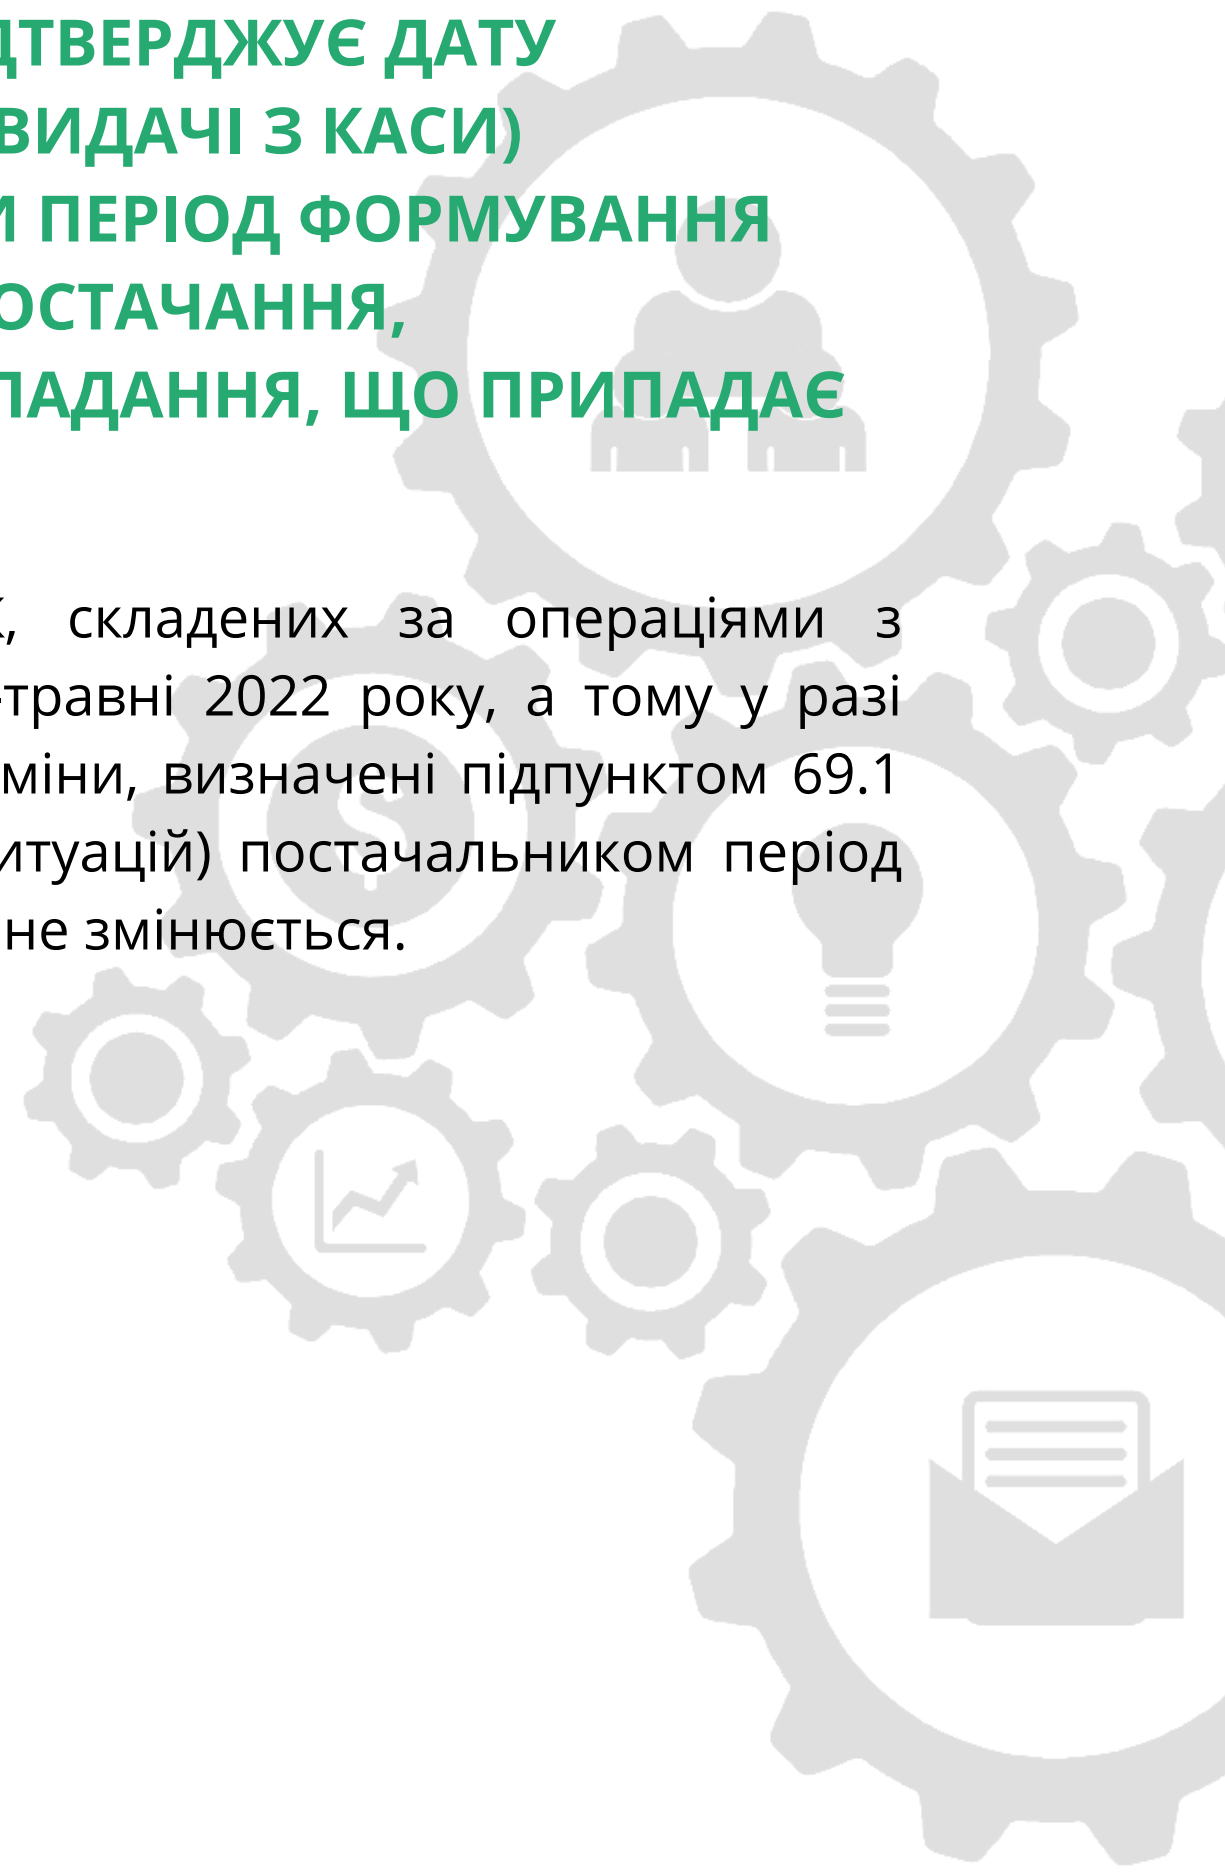 ДТВЕРДЖУЄ ДАТУ
ВИДАЧІ З КАСИ)
И ПЕРІОД ФОРМУВАННЯ
ОСТАЧАННЯ,
ПАДАННЯ, ЩО ПРИПАДАЄ
, складених за операціями з
-травні 2022 року, а тому у разі
міни, визначені підпунктом 69.1
итуацій) постачальником період
не змінюється.